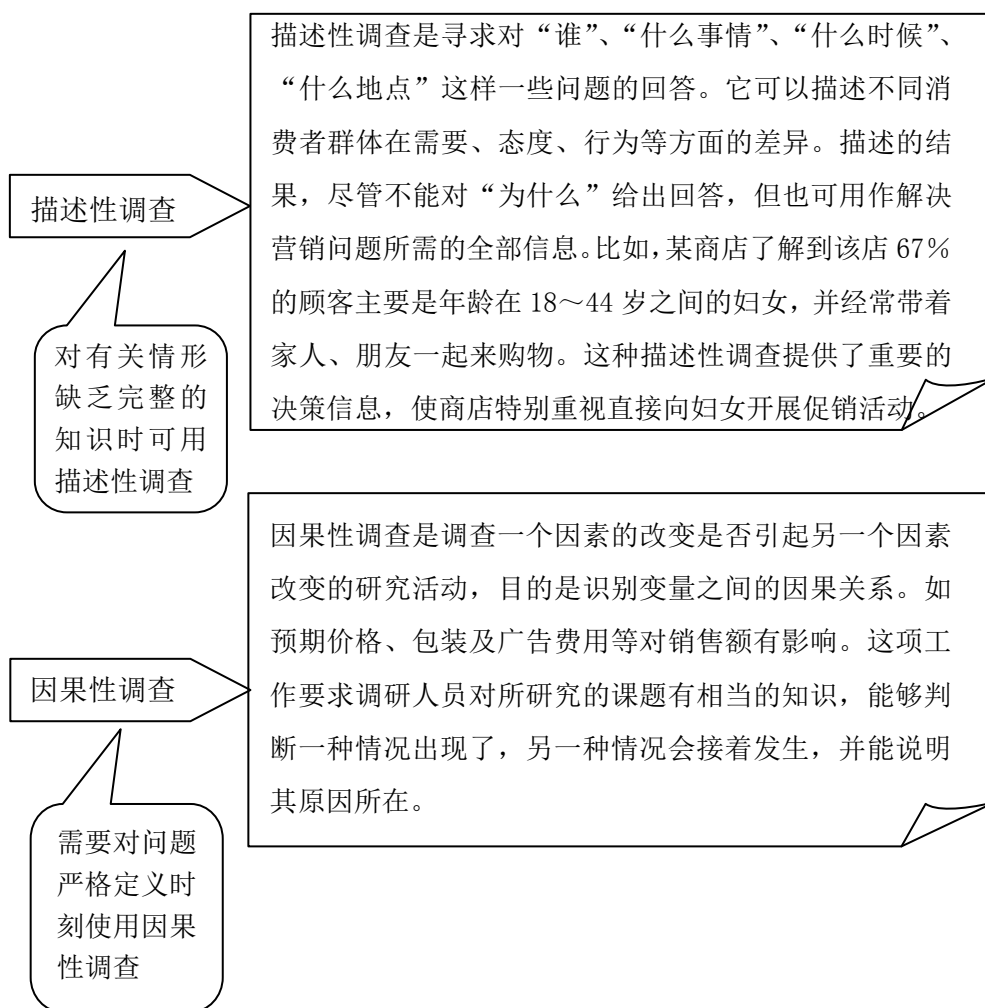 描述性调查
对有关情形
缺乏完整的
知识时可用
描述性调查
描述性调查是寻求对“谁”、“什么事情”、“什么时候”、
“什么地点”这样一些问题的回答。它可以描述不同消
费者群体在需要、态度、行为等方面的差异。描述的结
果，尽管不能对“为什么”给出回答，但也可用作解决
营销问题所需的全部信息。比如，某商店了解到该店 67％
的顾客主要是年龄在 18～44 岁之间的妇女，并经常带着
家人、朋友一起来购物。这种描述性调查提供了重要的
决策信息，使商店特别重视直接向妇女开展促销活动。
因果性调查
需要对问题
严格定义时
刻使用因果
性调查
因果性调查是调查一个因素的改变是否引起另一个因素
改变的研究活动，目的是识别变量之间的因果关系。如
预期价格、包装及广告费用等对销售额有影响。这项工
作要求调研人员对所研究的课题有相当的知识，能够判
断一种情况出现了，另一种情况会接着发生，并能说明
其原因所在。